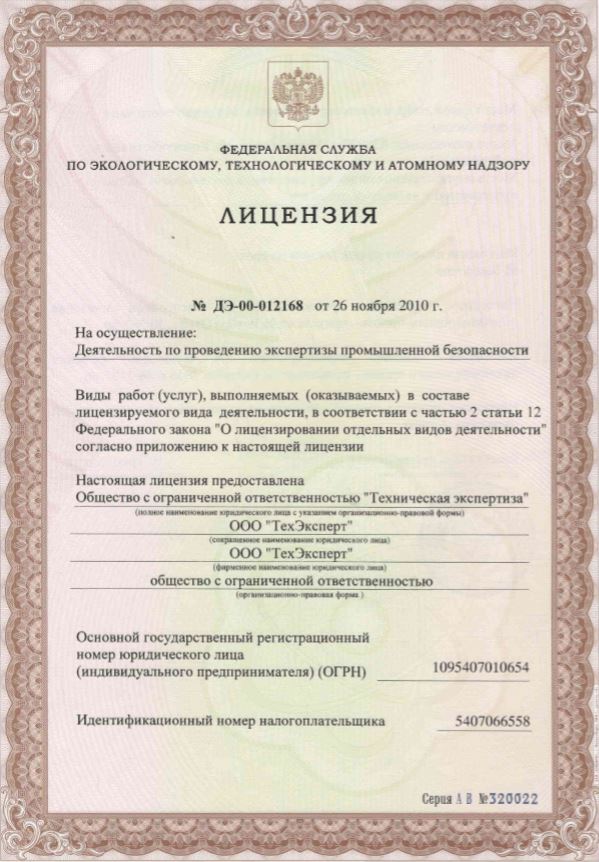 ФЕДЕРАЛЬНАЯ СЛУЖБА
ПО ЭКОЛОГИЧЕСКОМУ, ТЕХНОЛОГИЧЕСКОМУ И АТОМНОМУ НАДЗОРУ
ЛИЦЕНЗИЯ
№ ДЭ-00-012168 от 26 ноября 2010 г.
На осуществление:
Деятельность по проведению экспертизы промышленной безопасности
Виды работ (услуг), выполняемых (оказываемых) в составе
лицензируемого вида деятельности, в соответствии с частью 2 статьи 12
Федерального закона "О лицензировании отдельных видов деятельности"
согласно приложению к настоящей лицензии
Настоящая лицензия предоставлена
Общество с ограниченной ответственностью "Техническая экспертиза"
(полное наименование юридического лица с указанием организационно-правовой формы)
ООО "ТехЭксперт"
(сокращенное наименование юридического лица)
ООО "ТехЭксперт"
(фирменное наименование юридического лица)
общество с ограниченной ответственностью
(организационно-правовая форма)
Основной государственный регистрационный
номер юридического лица
(индивидуального предпринимателя) (ОГРН) 1095407010654
Идентификационный номер налогоплательщика 5407066558
Серия А В №320022